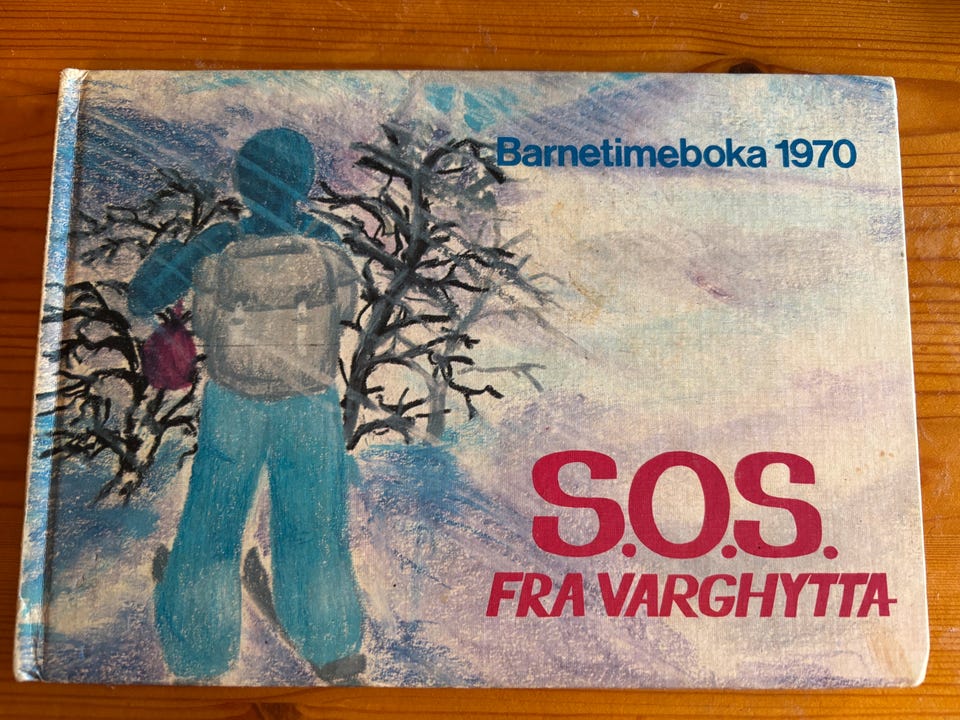 Barnetimeboka 1970
S.O.S.
FRA VARGHYTTA